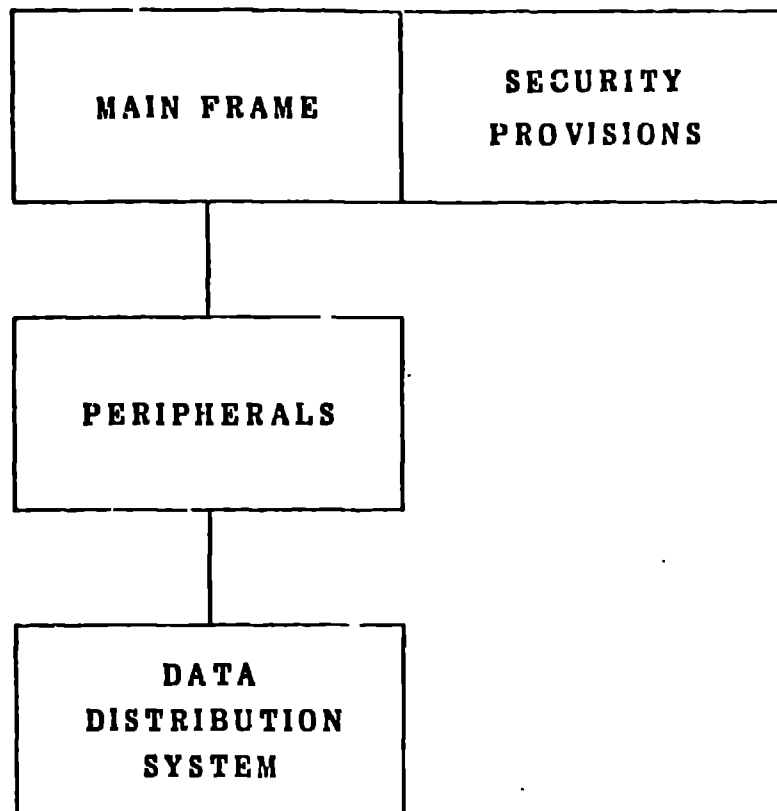 MAIN FRAME
SECURITY
PROVISIONS
PERIPHERALS
DATA
DISTRIBUTION
SYSTEM